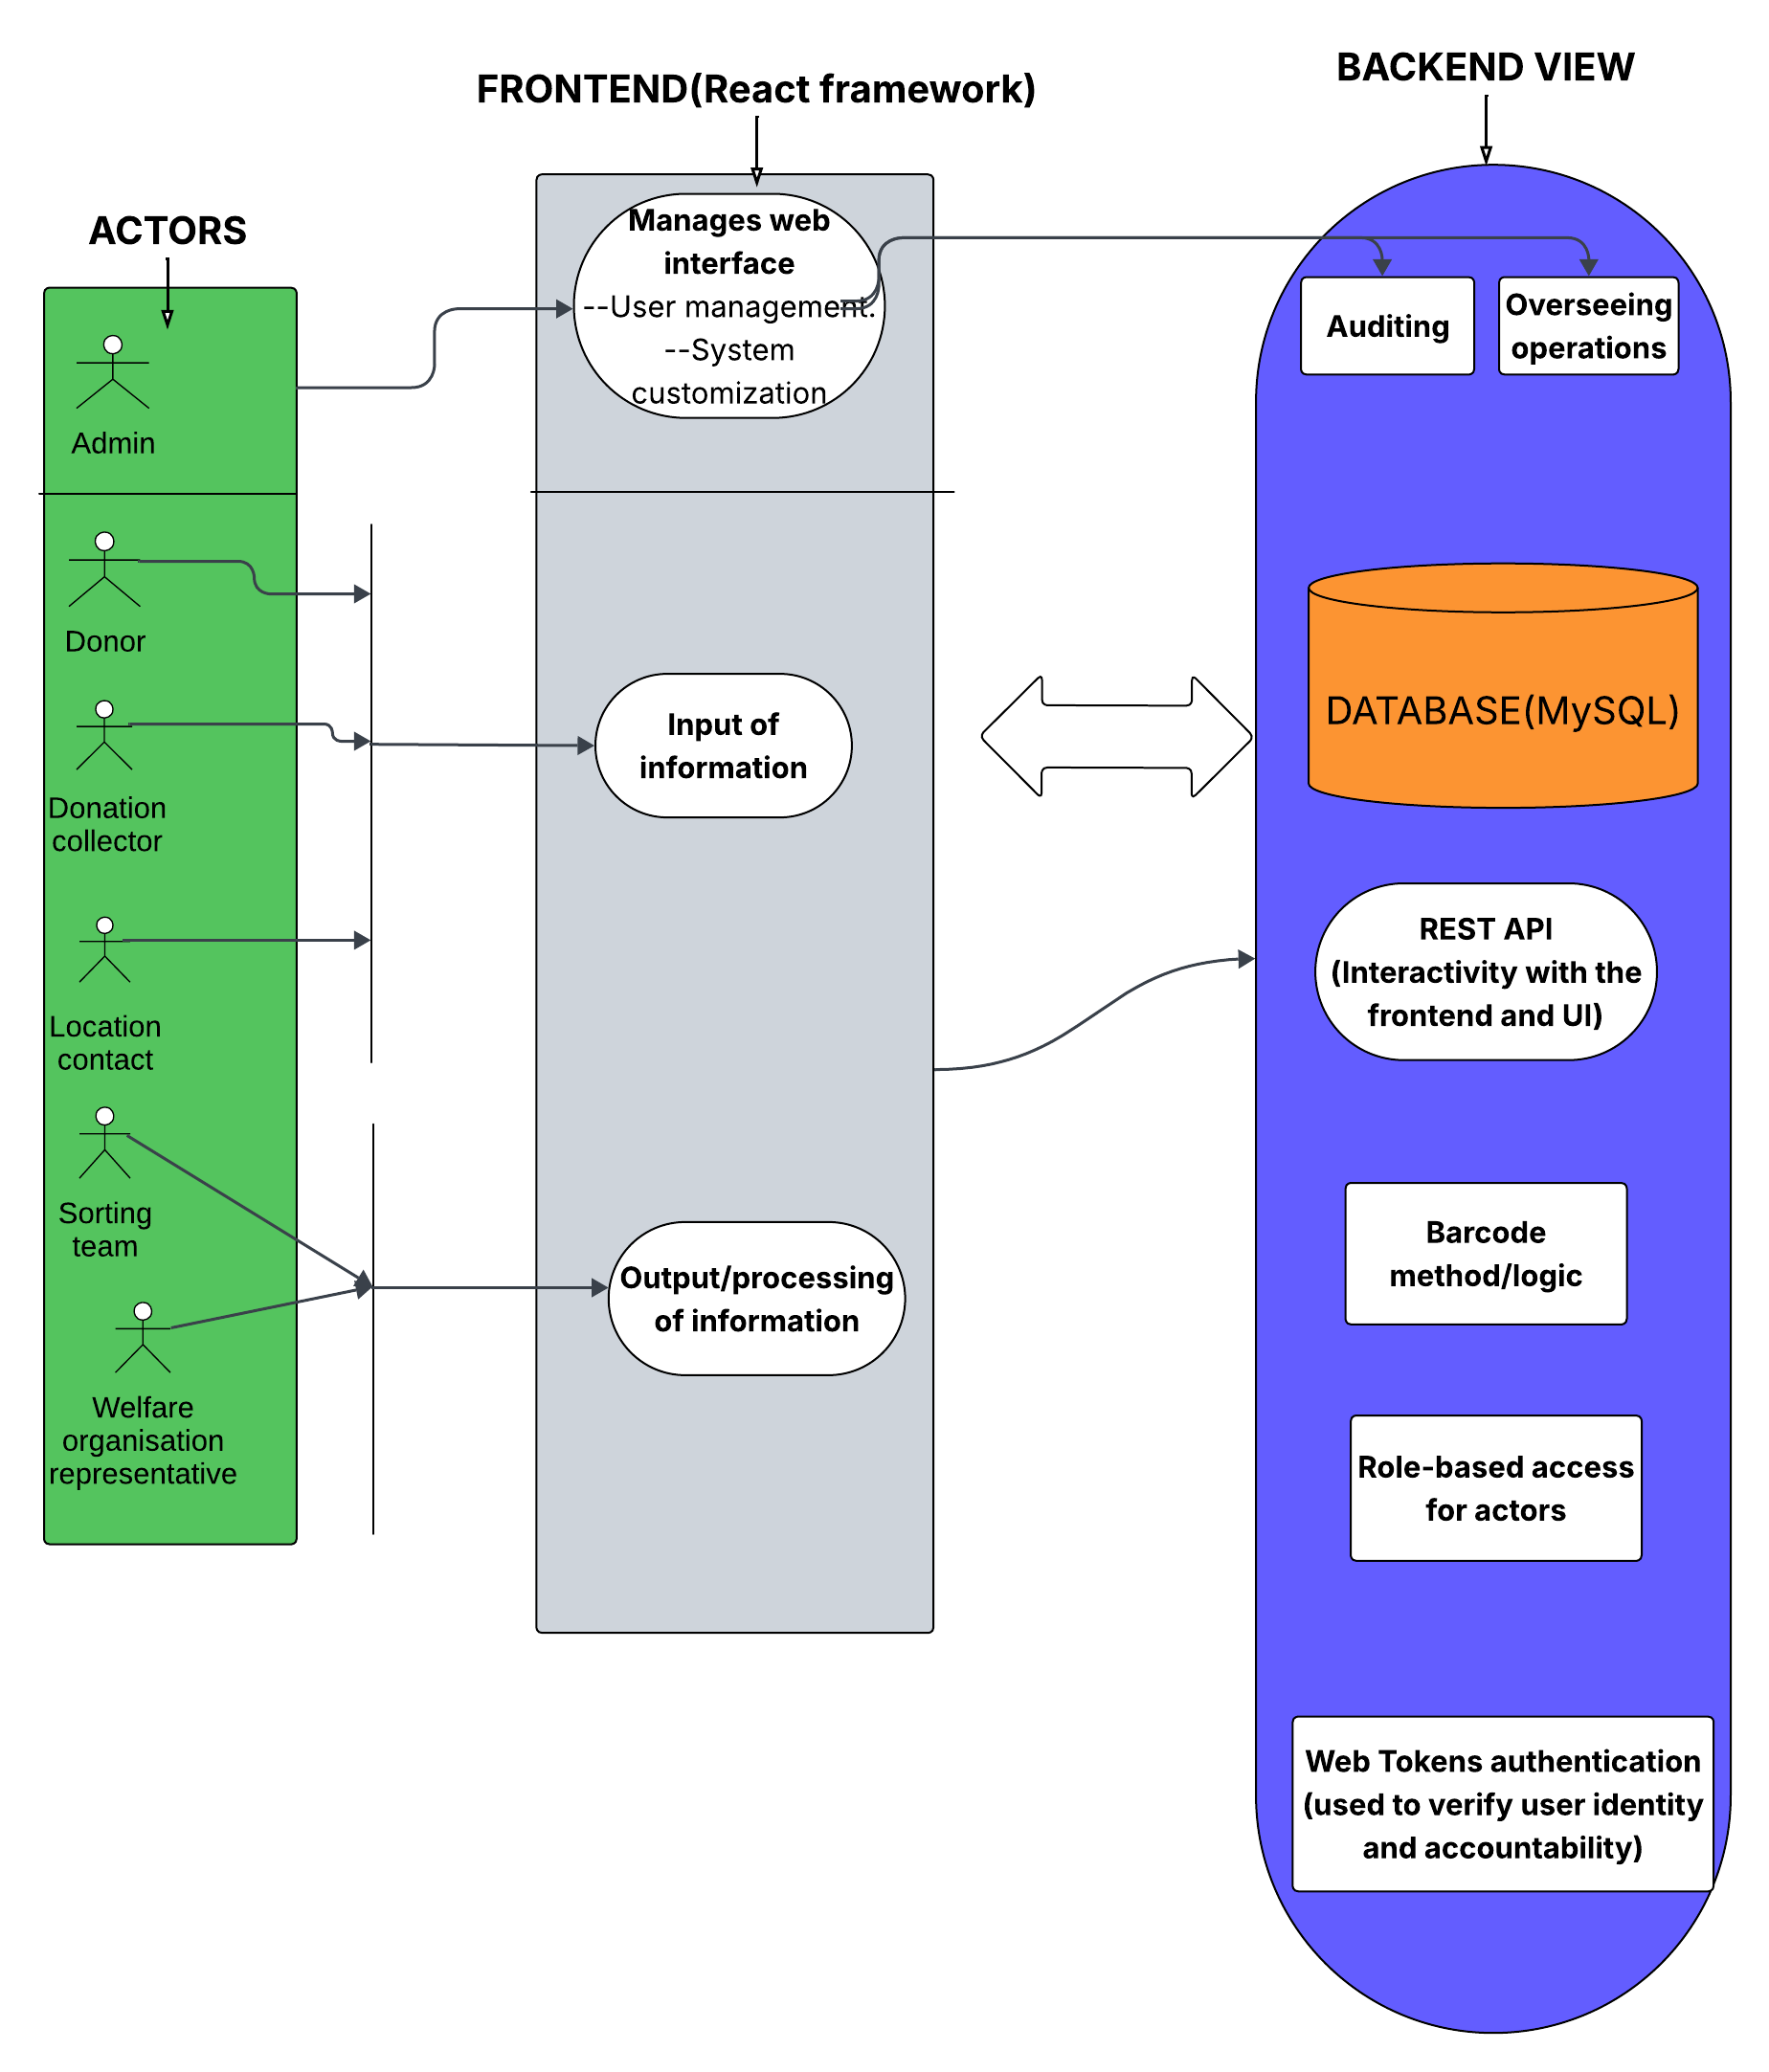 BACKEND VIEW
FRONTEND(React framework)
ACTORS
Manages web
interface
--User management.
--System
customization
Auditing
Overseeing
operations
Admin
Donor
Donation
collector
Location
contact
Sorting
team
Welfare
organisation
representative
Input of
information
Output/processing
of information
DATABASE(MySQL)
REST API
(Interactivity with the
frontend and UI)
Barcode
method/logic
Role-based access
for actors
Web Tokens authentication
(used to verify user identity
and accountability)